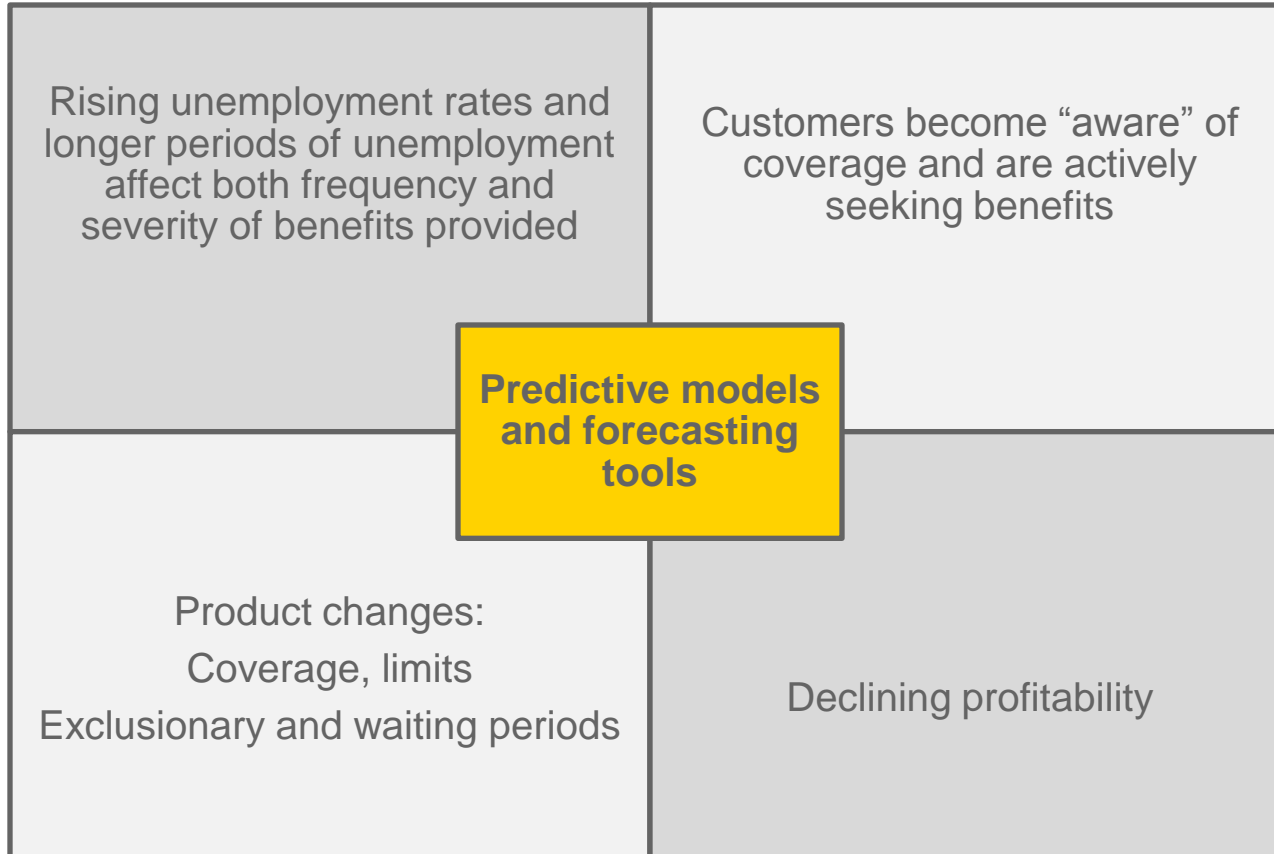 Rising unemployment rates and
longer periods of unemployment
affect both frequency and
severity of benefits provided
Customers become “aware” of
coverage and are actively
seeking benefits
Predictive models
and forecasting
tools
Product changes:
Coverage, limits
Exclusionary and waiting periods
Declining profitability